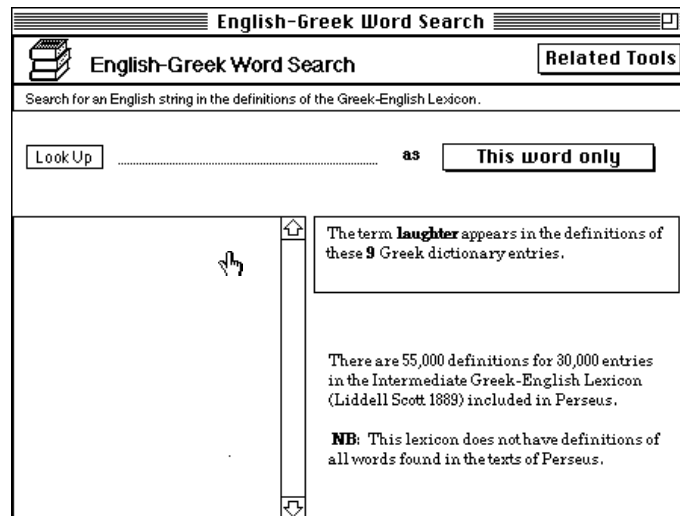 English-Greek Word Search
English-Greek Word Search
Related Tools
Search for an English string in the definitions of the Greek-English Lexicon.
Look Up
as
This word only
The term laughter appears in the definitions of
these 9 Greek dictionary entries.
There are 55,000 definitions for 30,000 entries
in the Intermediate Greek-English Lexicon
(Liddell Scott 1889) included in Perseus.
NB: This lexicon does not have definitions of
all words found in the texts of Perseus.